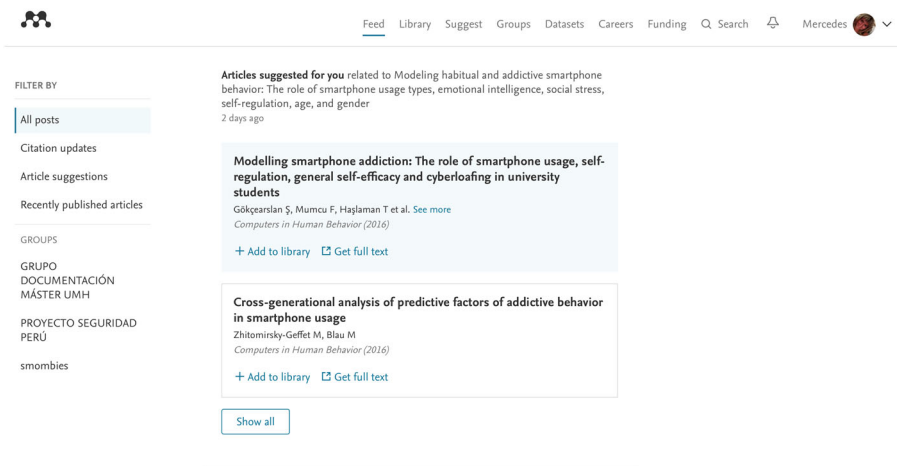 Feed Library Suggest Groups Datasets Careers Funding Search Mercedes
FILTER BY
All posts
Citation updates
Article suggestions
Recently published articles
GROUPS
GRUPO
DOCUMENTACIÓN
MÁSTER UMH
PROYECTO SEGURIDAD
PERÚ
smombies
Articles suggested for you related to Modeling habitual and addictive smartphone
behavior: The role of smartphone usage types, emotional intelligence, social stress,
self-regulation, age, and gender
2 days ago
Modelling smartphone addiction: The role of smartphone usage, self-
regulation, general self-efficacy and cyberloafing in university
students
Gökçearslan Ş, Mumcu F, Haşlaman T et al. See more
Computers in Human Behavior (2016)
+ Add to library Get full text
Cross-generational analysis of predictive factors of addictive behavior
in smartphone usage
Zhitomirsky-Geffet M, Blau M
Computers in Human Behavior (2016)
+ Add to library Get full text
Show all